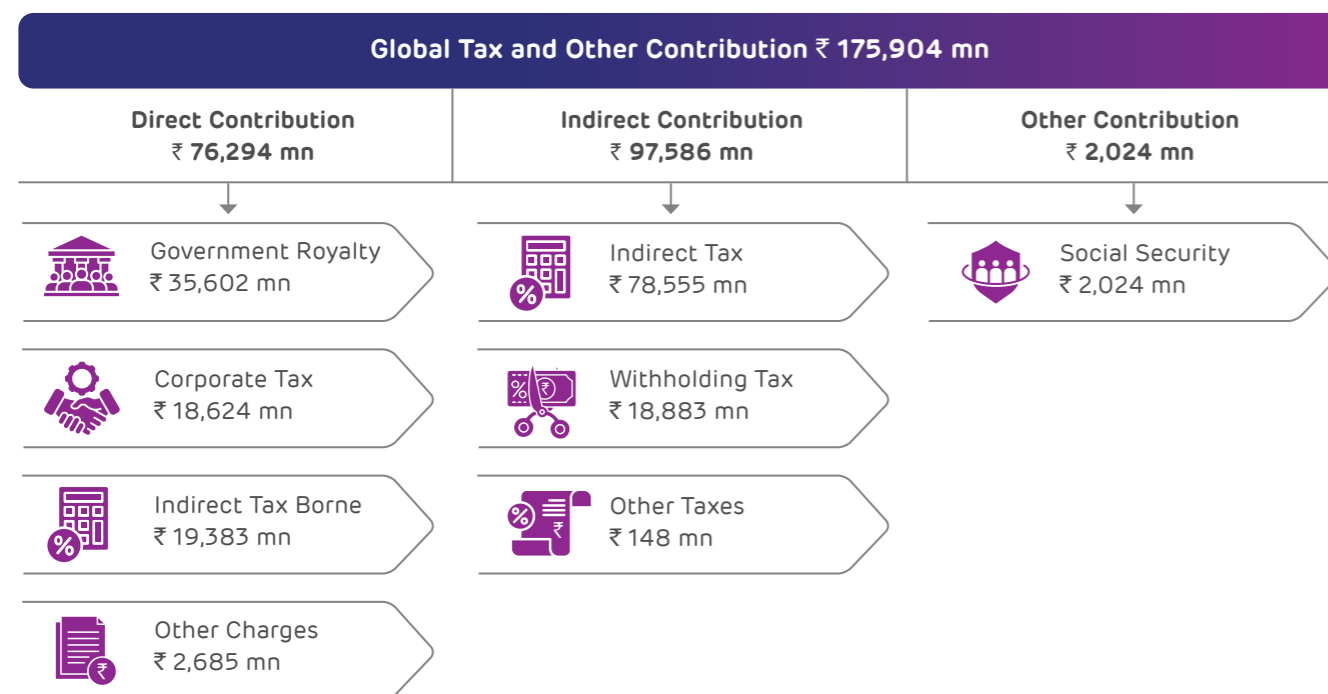 Global Tax and Other Contribution ₹ 175,904 mn
Direct Contribution
₹ 76,294 mn
Indirect Contribution
₹ 97,586 mn
Other Contribution
₹ 2,024 mn
Government Royalty
₹ 35,602 mn
Corporate Tax
₹ 18,624 mn
Indirect Tax Borne
₹ 19,383 mn
Other Charges
₹ 2,685 mn
Indirect Tax
₹ 78,555 mn
Withholding Tax
₹ 18,883 mn
Other Taxes
₹ 148 mn
Social Security
₹ 2,024 mn